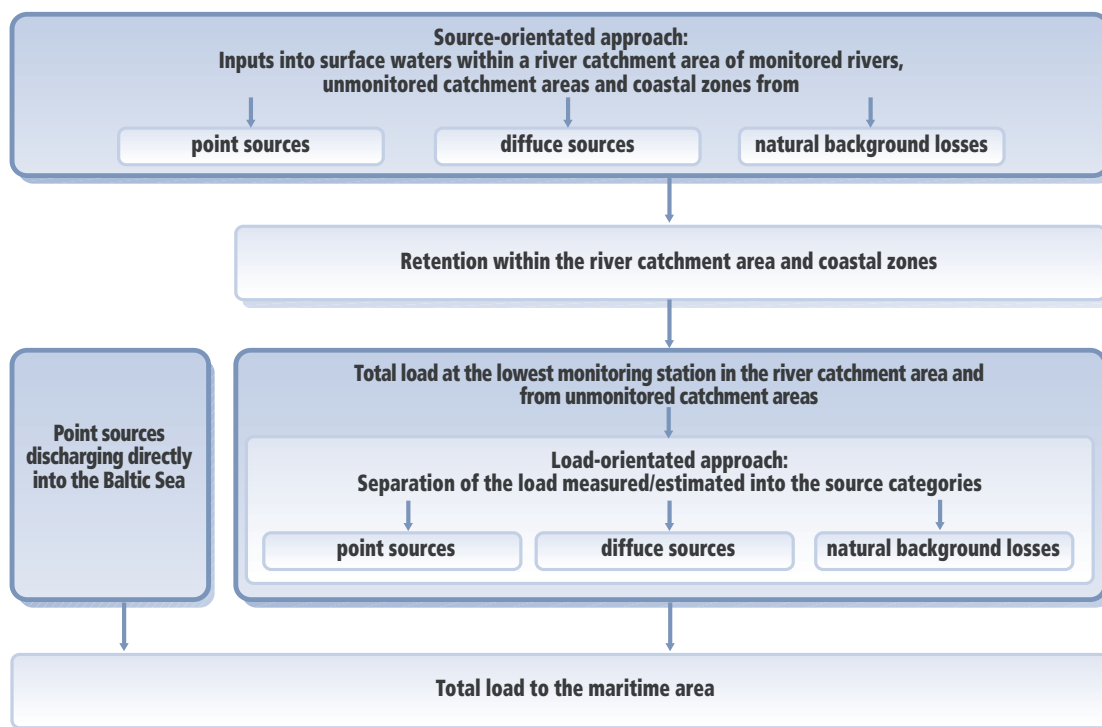 Source-orientated approach:
Inputs into surface waters within a river catchment area of monitored rivers,
unmonitored catchment areas and coastal zones from
point sources
diffuce sources
natural background losses
Retention within the river catchment area and coastal zones
Point sources
discharging directly
into the Baltic Sea
Total load at the lowest monitoring station in the river catchment area and
from unmonitored catchment areas
Load-orientated approach:
Separation of the load measured/estimated into the source categories
point sources
diffuce sources
natural background losses
Total load to the maritime area